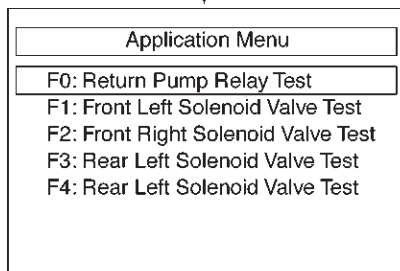 Application Menu
F0: Return Pump Relay Test
F1: Front Left Solenoid Valve Test
F2: Front Right Solenoid Valve Test
F3: Rear Left Solenoid Valve Test
F4: Rear Left Solenoid Valve Test